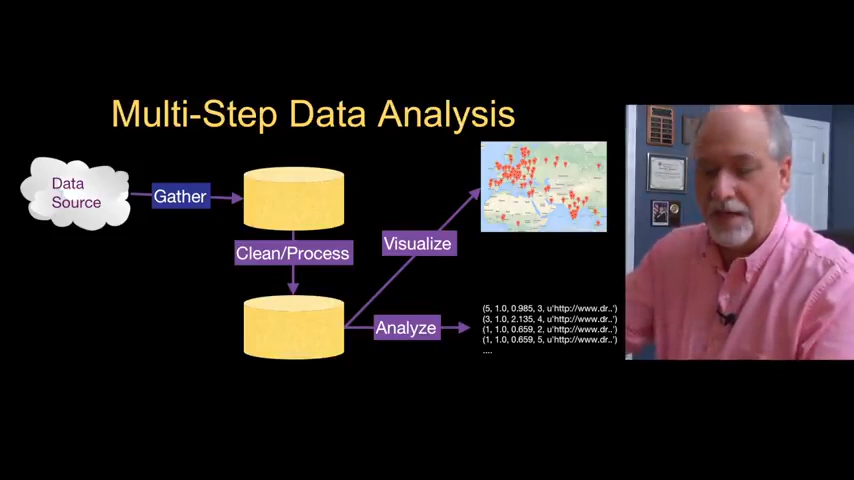 Multi-Step Data Analysis
Data
Source
Gather
Clean/Process
Visualize
Analyze
(5, 1.0, 0.985, 3, u'http://www.dr..')
(3, 1.0, 2.135, 4, u'http://www.dr..')
(1, 1.0, 0.659, 2, u'http://www.dr..')
(1, 1.0, 0.659, 5, u'http://www.dr..')
....